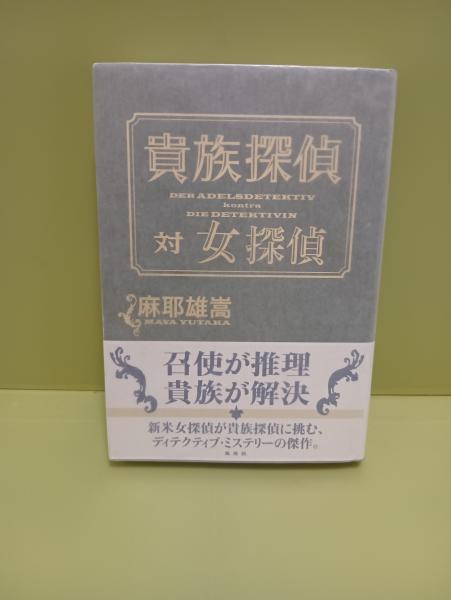 貴族探偵
DER ADELSDETEKTIV
kontra
DIE DETEKTIVIN
対 女探偵
麻耶雄嵩
MAYA YUTAKA
召使が推理
貴族が解決
新米女探偵が貴族探偵に挑む、
ディテクティブ・ミステリーの傑作。
集英社